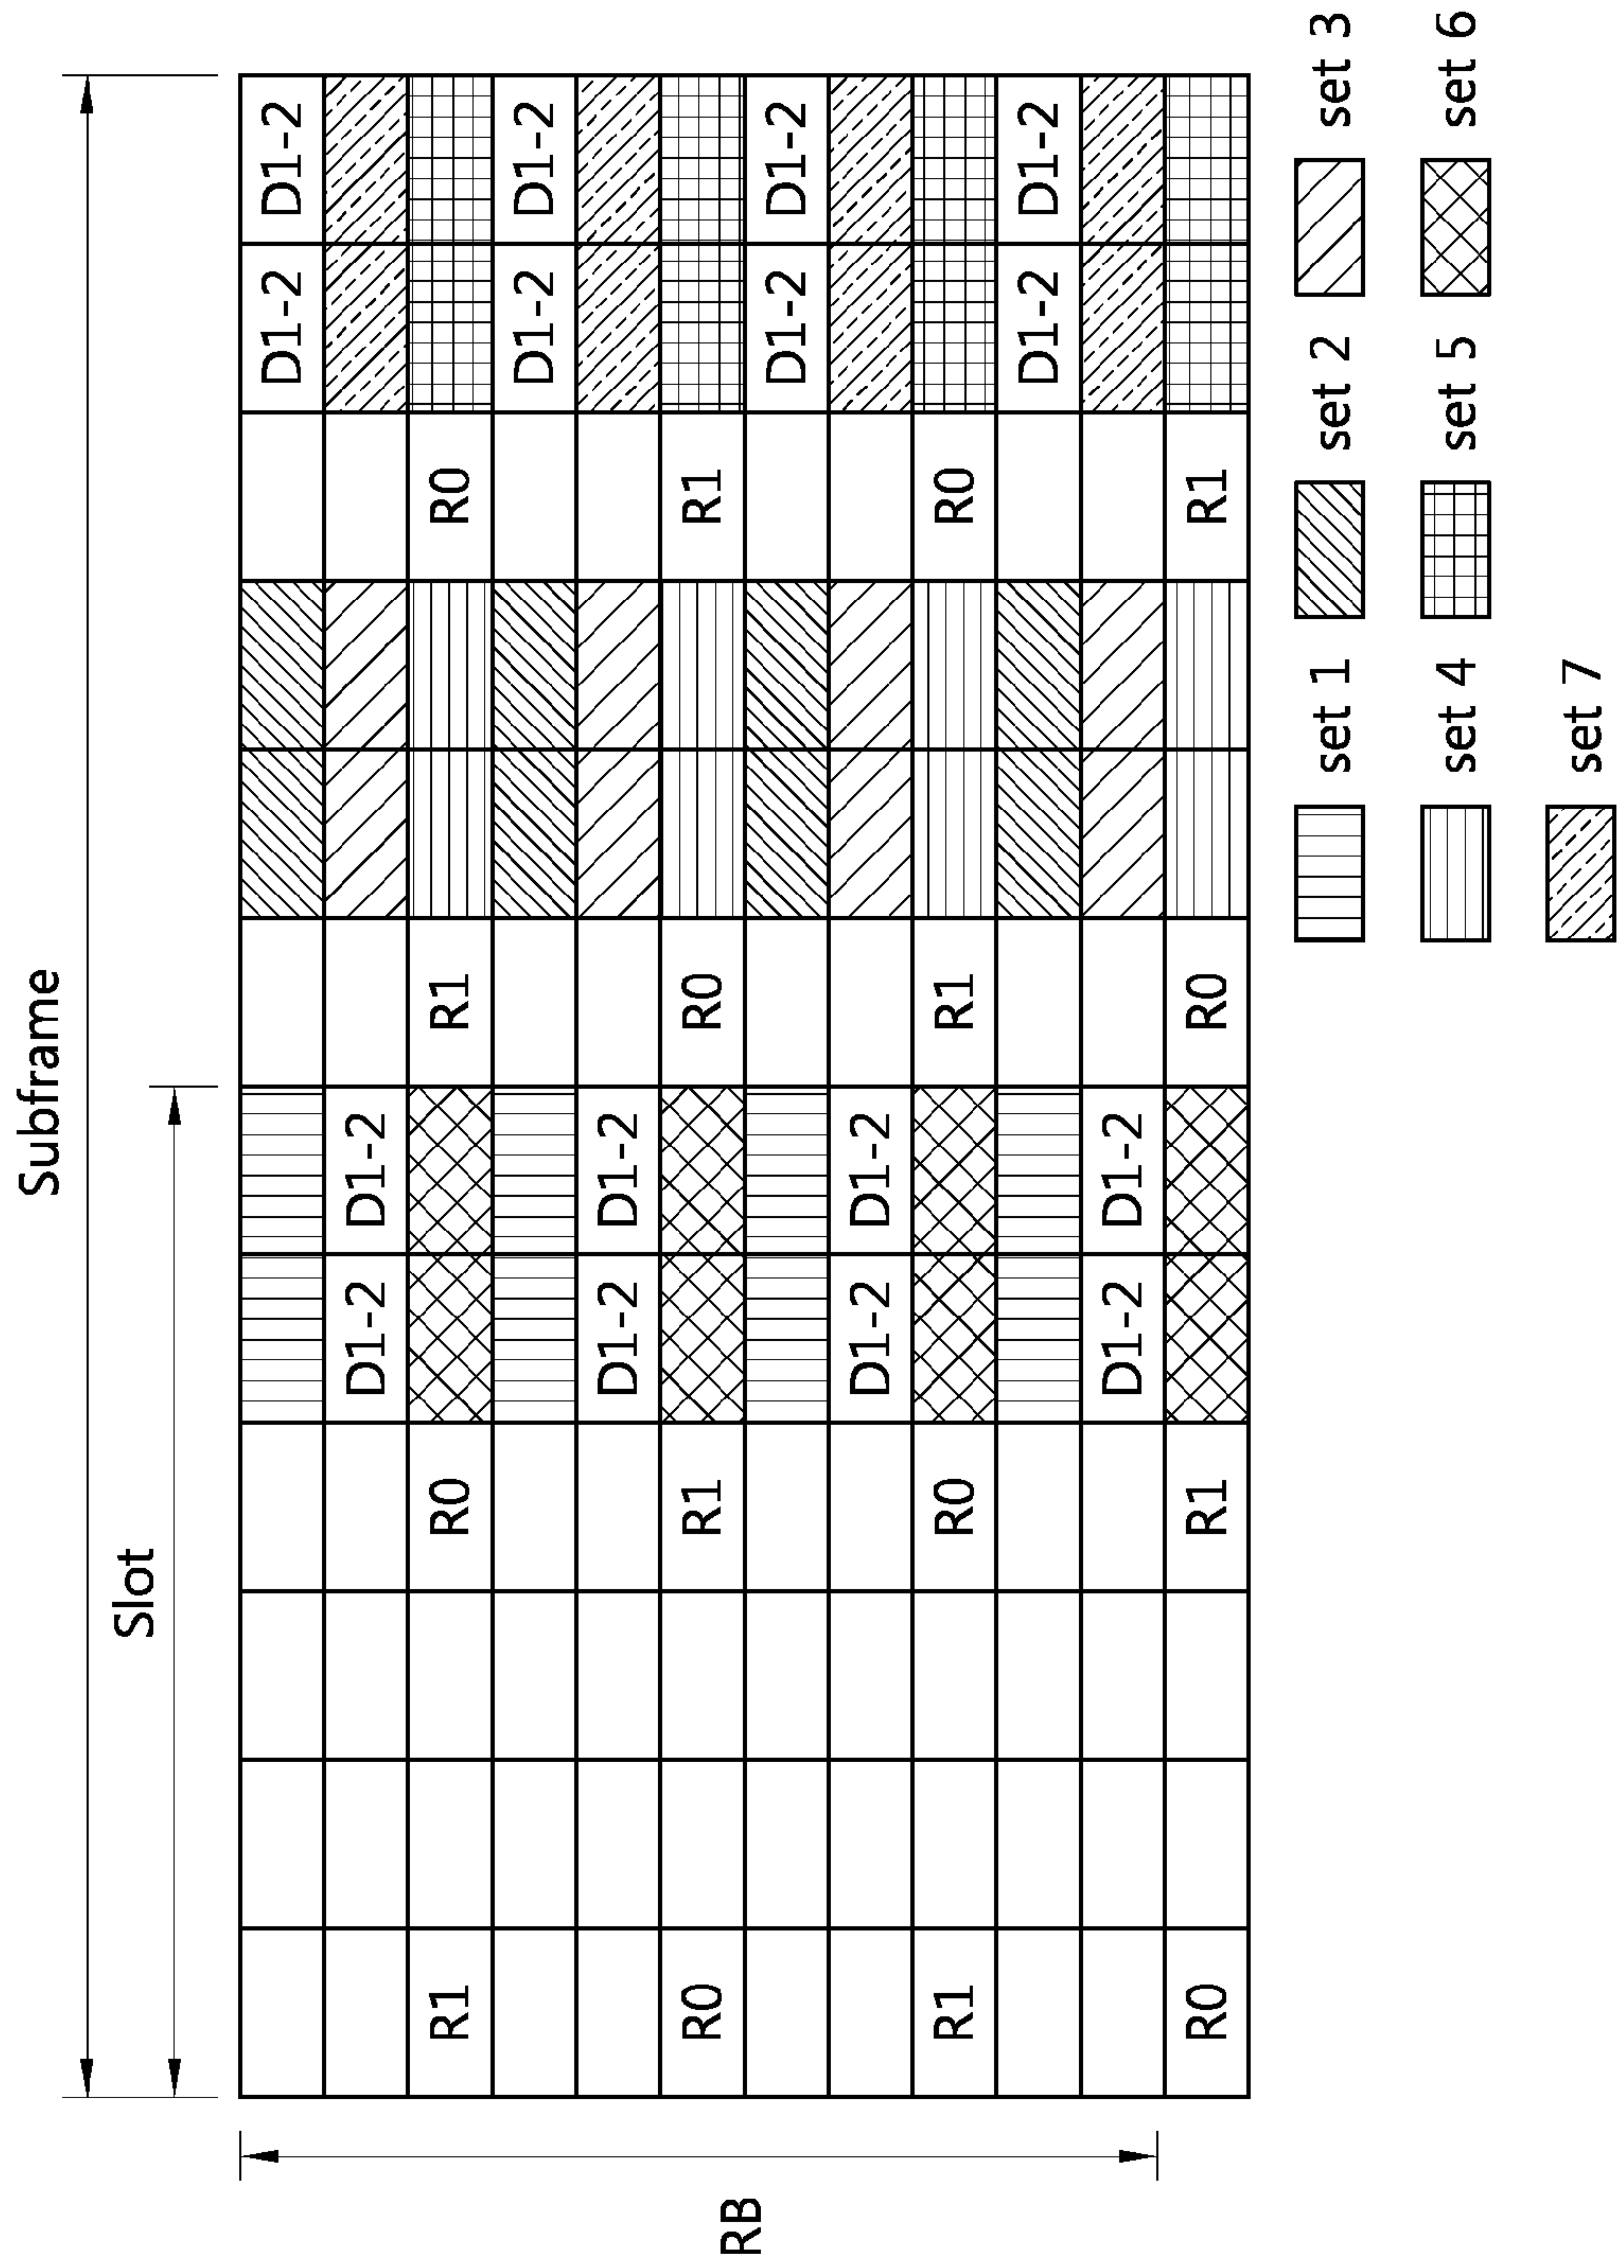 Subframe
Slot
D1-2 D1-2
D1-2 D1-2
R1 R0 R1 R0
D1-2 D1-2
D1-2 D1-2
R0 R1 R0 R1
RB
D1-2 D1-2
D1-2 D1-2
R1 R0 R1 R0
D1-2 D1-2
D1-2 D1-2
R0 R1 R0 R1
set 1 set 2 set 3
set 4 set 5 set 6
set 7